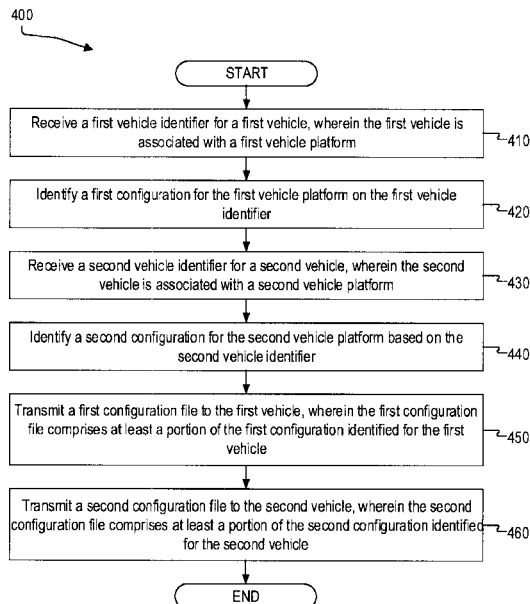 400
START
Receive a first vehicle identifier for a first vehicle, wherein the first vehicle is
associated with a first vehicle platform
410
Identify a first configuration for the first vehicle platform on the first vehicle
identifier
420
Receive a second vehicle identifier for a second vehicle, wherein the second
vehicle is associated with a second vehicle platform
430
Identify a second configuration for the second vehicle platform based on the
second vehicle identifier
440
Transmit a first configuration file to the first vehicle, wherein the first configuration
file comprises at least a portion of the first configuration identified for the first
vehicle
450
Transmit a second configuration file to the second vehicle, wherein the second
configuration file comprises at least a portion of the second configuration identified
for the second vehicle
460
END